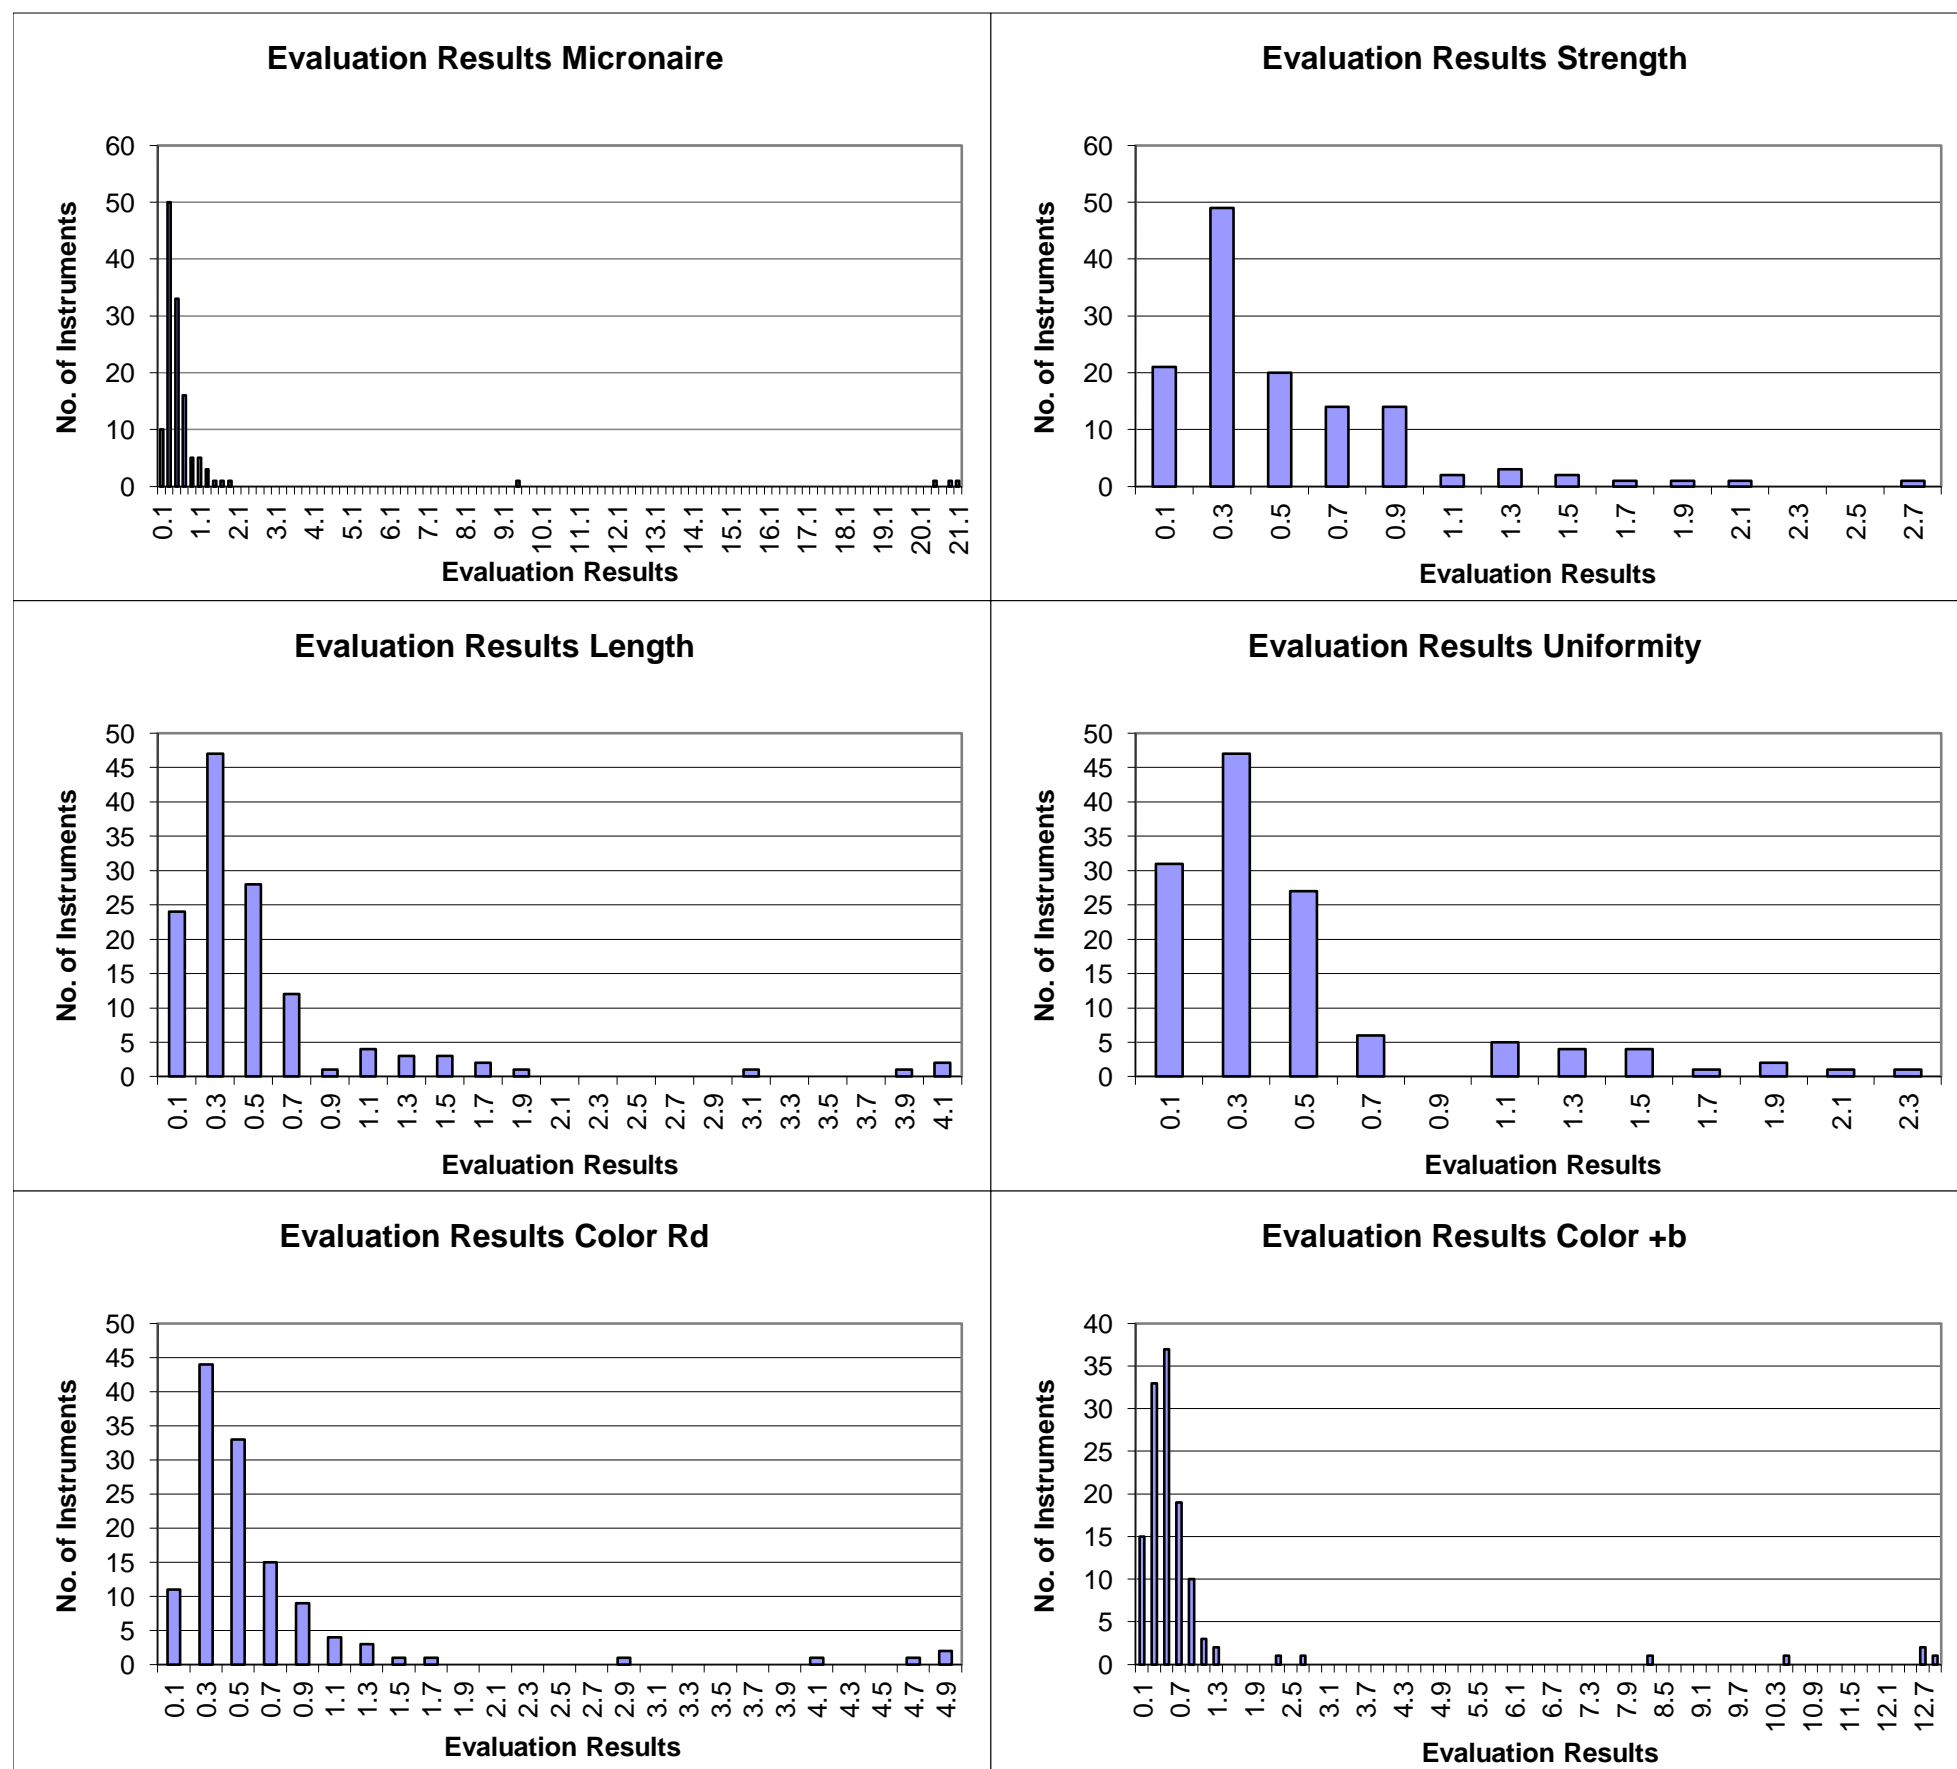 Evaluation Results Micronaire
60
50
40
30
20
10
0
No. of Instruments
0.1 1.1 2.1 3.1 4.1 5.1 6.1 7.1 8.1 9.1 10.1 11.1 12.1 13.1 14.1 15.1 16.1 17.1 18.1 19.1 20.1 21.1
Evaluation Results
Evaluation Results Strength
60
50
40
30
20
10
0
No. of Instruments
0.1 0.3 0.5 0.7 0.9 1.1 1.3 1.5 1.7 1.9 2.1 2.3 2.5 2.7
Evaluation Results
Evaluation Results Length
50
45
40
35
30
25
20
15
10
5
0
No. of Instruments
0.1 0.3 0.5 0.7 0.9 1.1 1.3 1.5 1.7 1.9 2.1 2.3 2.5 2.7 2.9 3.1 3.3 3.5 3.7 3.9 4.1
Evaluation Results
Evaluation Results Uniformity
50
45
40
35
30
25
20
15
10
5
0
No. of Instruments
0.1 0.3 0.5 0.7 0.9 1.1 1.3 1.5 1.7 1.9 2.1 2.3
Evaluation Results
Evaluation Results Color Rd
50
45
40
35
30
25
20
15
10
5
0
No. of Instruments
0.1 0.3 0.5 0.7 0.9 1.1 1.3 1.5 1.7 1.9 2.1 2.3 2.5 2.7 2.9 3.1 3.3 3.5 3.7 3.9 4.1 4.3 4.5 4.7 4.9
Evaluation Results
Evaluation Results Color +b
40
35
30
25
20
15
10
5
0
No. of Instruments
0.1 0.7 1.3 1.9 2.5 3.1 3.7 4.3 4.9 5.5 6.1 6.7 7.3 7.9 8.5 9.1 9.7 10.3 10.9 11.5 12.1 12.7
Evaluation Results